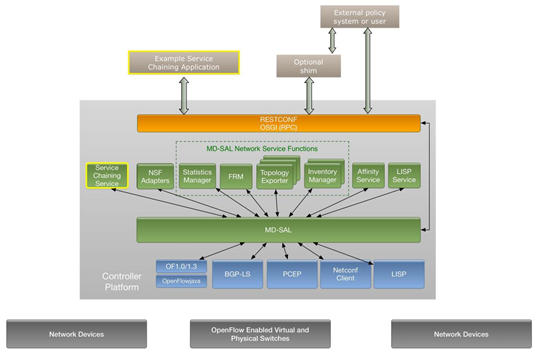 External policy
system or user
Example Service
Chaining Application
Optional
shim
RESTCONF
OSGI (RPC)
MD-SAL Network Service Functions
Service
Chaining
Service
NSF
Adapters
Statistics
Manager
FRM
Topology
Exporter
Inventory
Manager
Affinity
Service
LISP
Service
MD-SAL
OF1.0/1.3
OpenFlowjava
BGP-LS
PCEP
Netconf
Client
LISP
Controller
Platform
Network Devices
OpenFlow Enabled Virtual and
Physical Switches
Network Devices